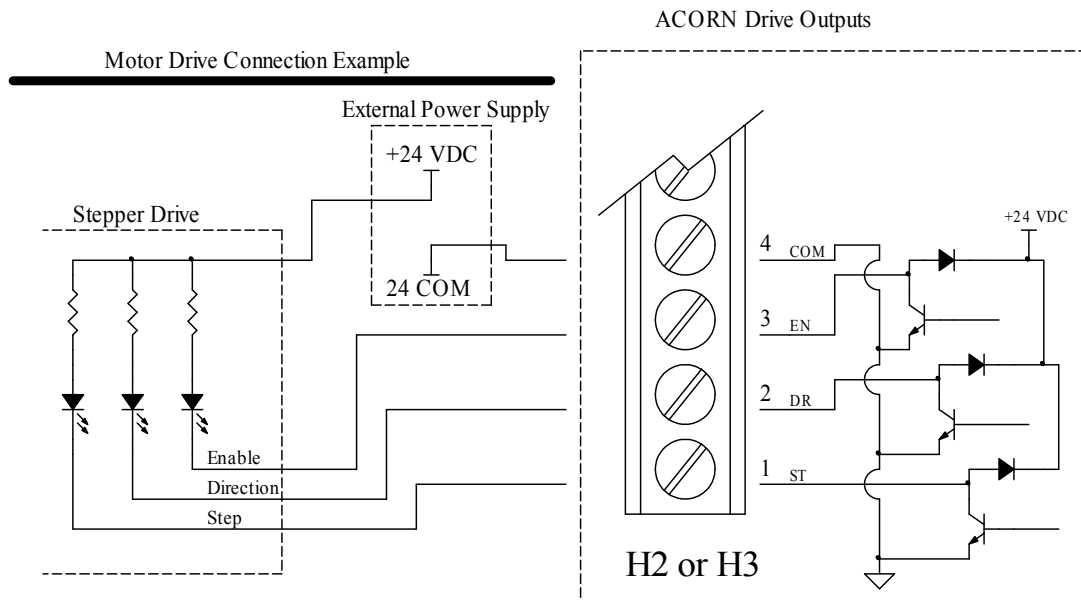 ACORN Drive Outputs
Motor Drive Connection Example
External Power Supply
+24 VDC
24 COM
Stepper Drive
Enable
Direction
Step
4 COM
3 EN
2 DR
1 ST
+24 VDC
H2 or H3